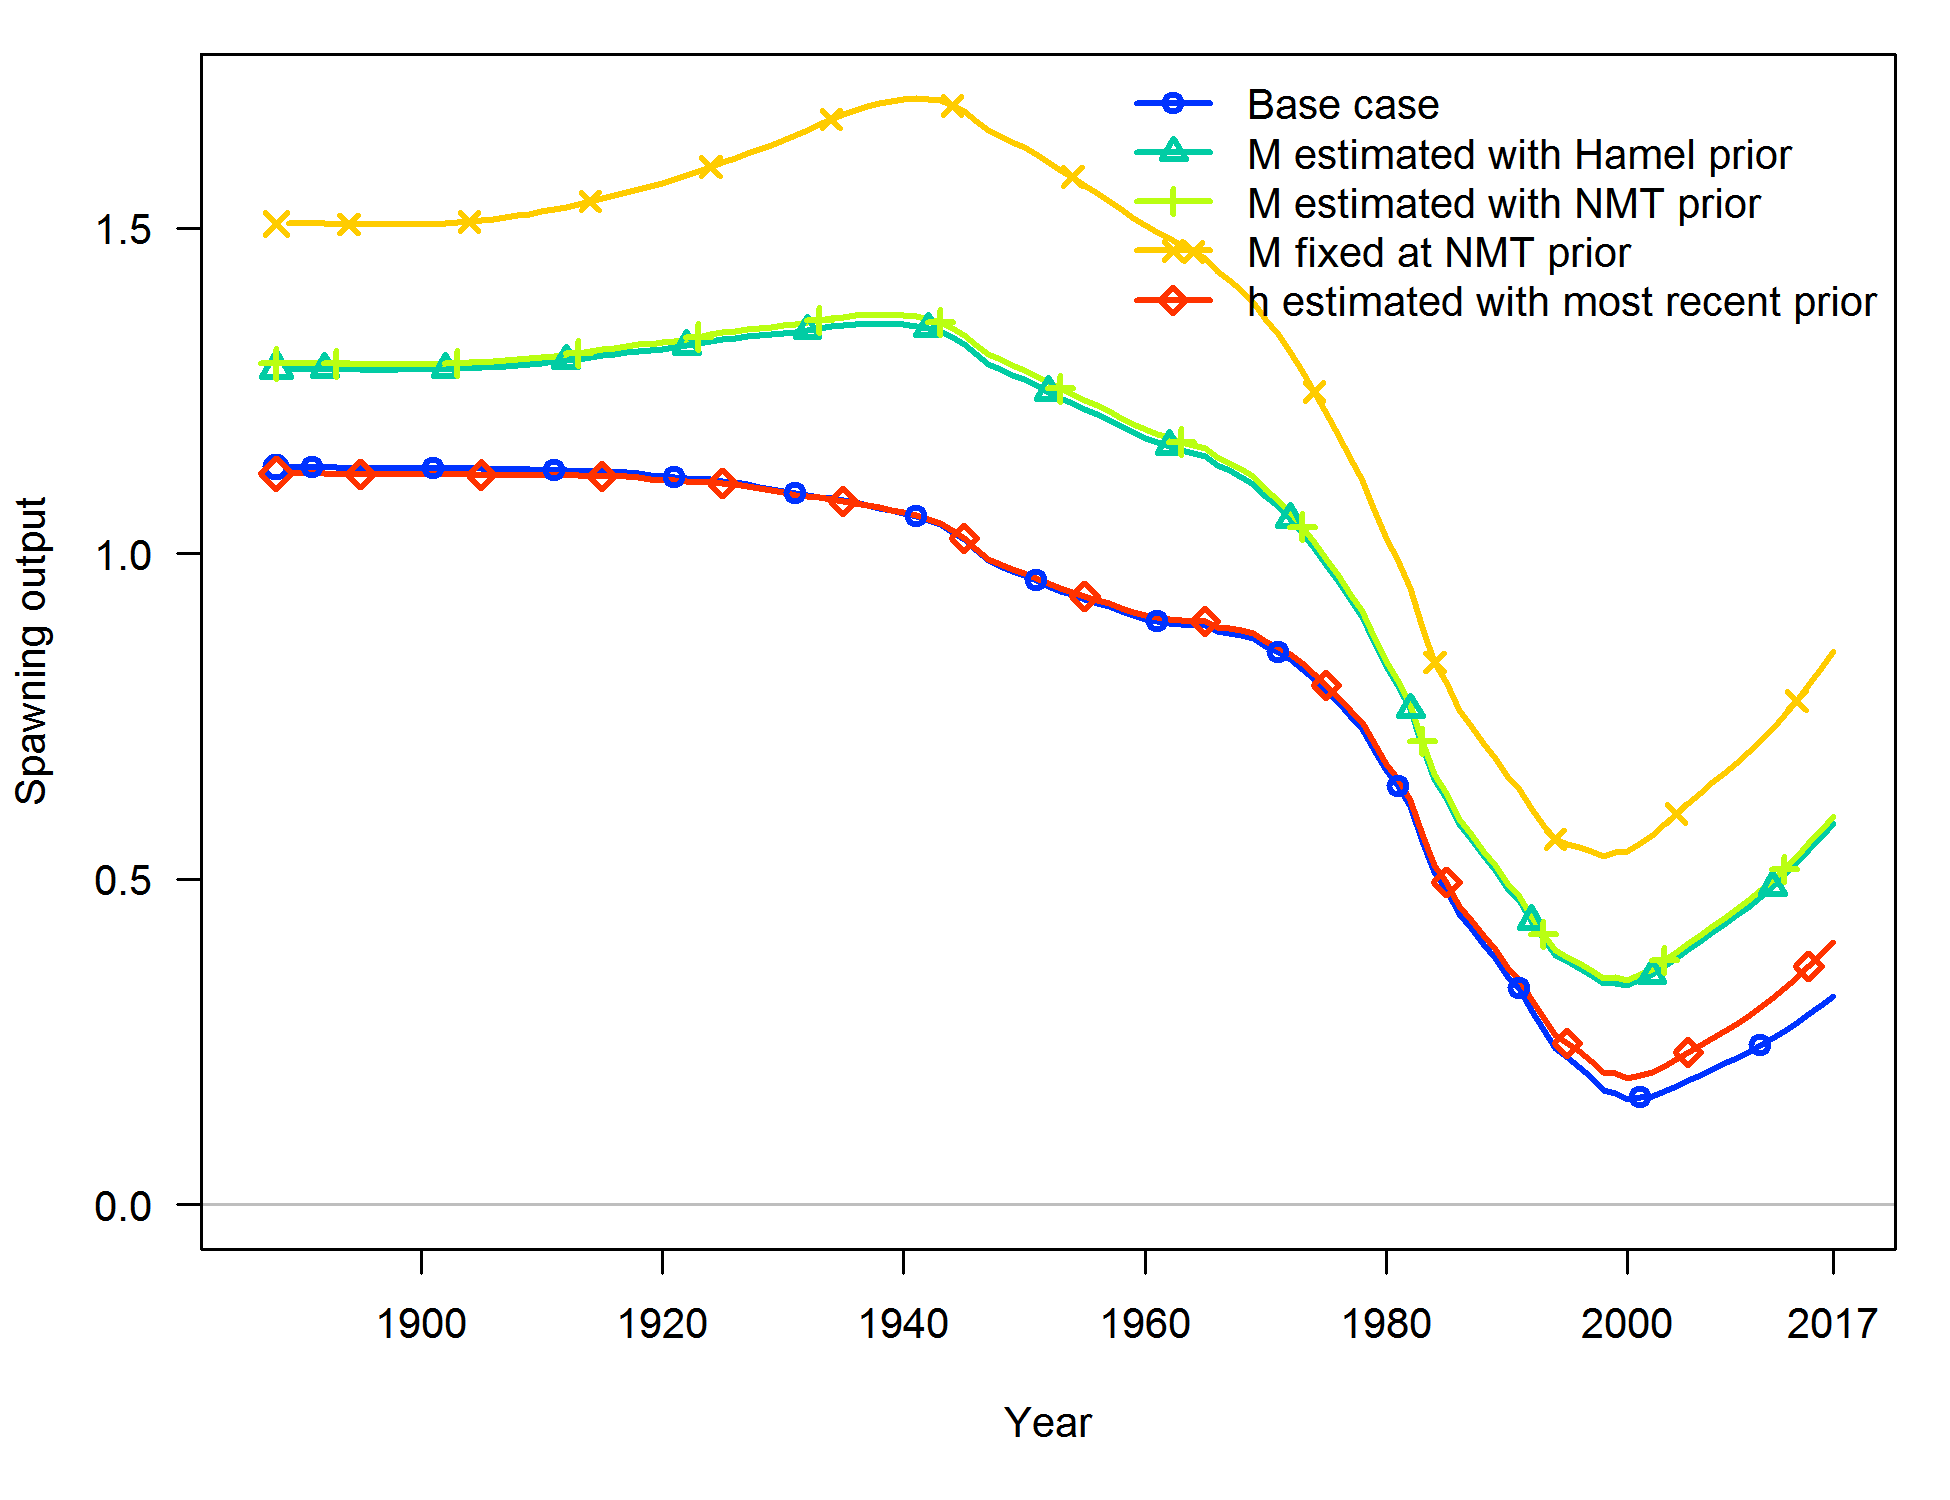 Base case
M estimated with Hamel prior
M estimated with NMT prior
M fixed at NMT prior
h estimated with most recent prior
Spawning output
1.5
1.0
0.5
0.0
1900 1920 1940 1960 1980 2000 2017
Year